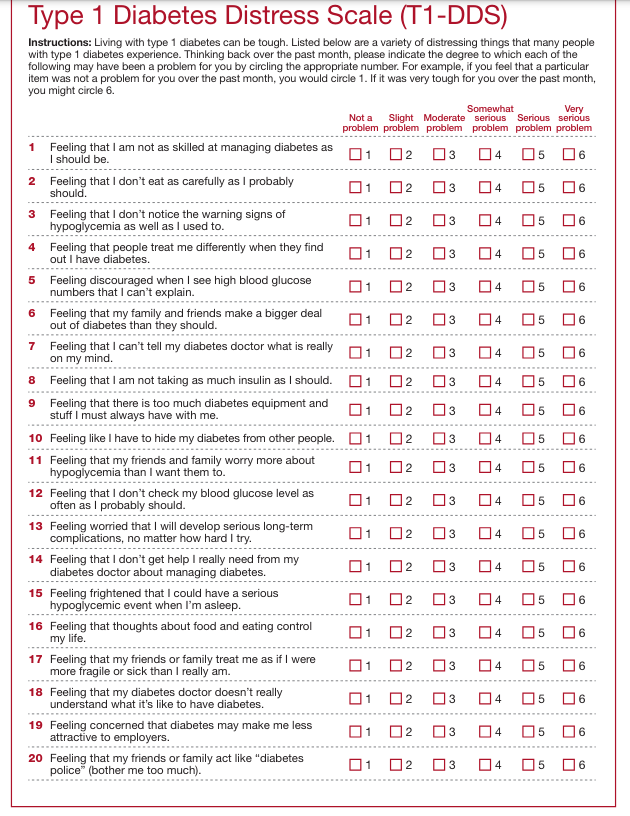 Type 1 Diabetes Distress Scale (T1-DDS)
Instructions: Living with type 1 diabetes can be tough. Listed below are a variety of distressing things that many people
with type 1 diabetes experience. Thinking back over the past month, please indicate the degree to which each of the
following may have been a problem for you by circling the appropriate number. For example, if you feel that a particular
item was not a problem for you over the past month, you would circle 1. If it was very tough for you over the past month,
you might circle 6.
Not a problem
Slight problem
Moderate problem
Somewhat serious problem
Serious problem
Very serious problem
1 Feeling that I am not as skilled at managing diabetes as
I should be.
1 2 3 4 5 6
2 Feeling that I don't eat as carefully as I probably
should.
1 2 3 4 5 6
3 Feeling that I don't notice the warning signs of
hypoglycemia as well as I used to.
1 2 3 4 5 6
4 Feeling that people treat me differently when they find
out I have diabetes.
1 2 3 4 5 6
5 Feeling discouraged when I see high blood glucose
numbers that I can't explain.
1 2 3 4 5 6
6 Feeling that my family and friends make a bigger deal
out of diabetes than they should.
1 2 3 4 5 6
7 Feeling that I can't tell my diabetes doctor what is really
on my mind.
1 2 3 4 5 6
8 Feeling that I am not taking as much insulin as I should.
1 2 3 4 5 6
9 Feeling that there is too much diabetes equipment and
stuff I must always have with me.
1 2 3 4 5 6
10 Feeling like I have to hide my diabetes from other people.
1 2 3 4 5 6
11 Feeling that my friends and family worry more about
hypoglycemia than I want them to.
1 2 3 4 5 6
12 Feeling that I don't check my blood glucose level as
often as I probably should.
1 2 3 4 5 6
13 Feeling worried that I will develop serious long-term
complications, no matter how hard I try.
1 2 3 4 5 6
14 Feeling that I don't get help I really need from my
diabetes doctor about managing diabetes.
1 2 3 4 5 6
15 Feeling frightened that I could have a serious
hypoglycemic event when I'm asleep.
1 2 3 4 5 6
16 Feeling that thoughts about food and eating control
my life.
1 2 3 4 5 6
17 Feeling that my friends or family treat me as if I were
more fragile or sick than I really am.
1 2 3 4 5 6
18 Feeling that my diabetes doctor doesn't really
understand what it's like to have diabetes.
1 2 3 4 5 6
19 Feeling concerned that diabetes may make me less
attractive to employers.
1 2 3 4 5 6
20 Feeling that my friends or family act like “diabetes
police” (bother me too much).
1 2 3 4 5 6